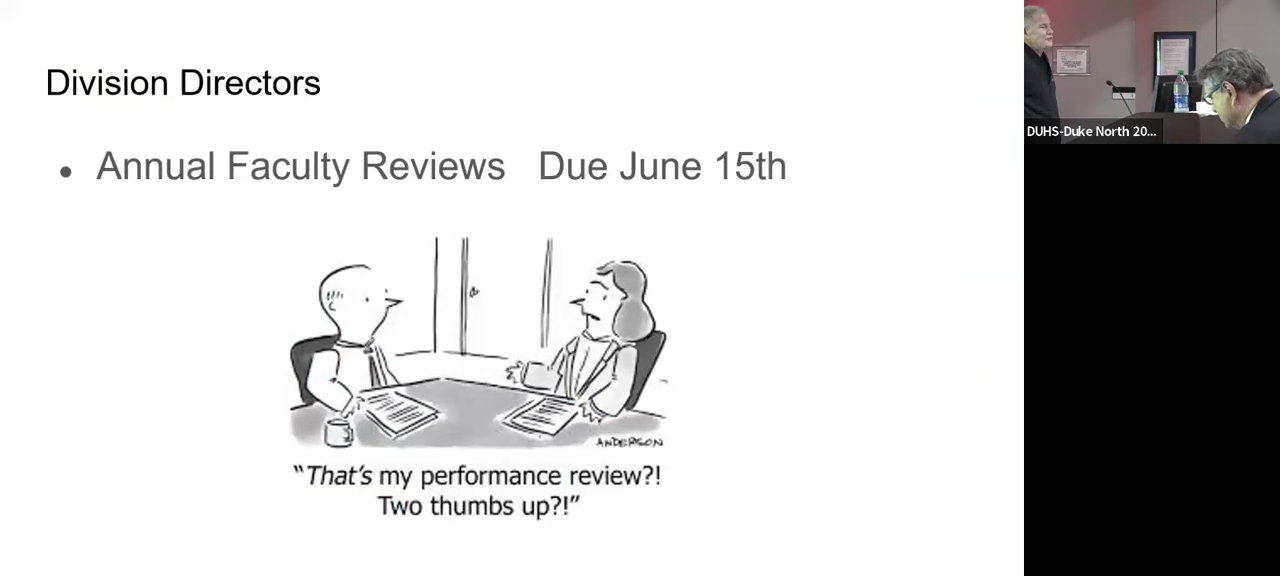 Division Directors
• Annual Faculty Reviews   Due June 15th
ANDERSON
“That's my performance review?!
Two thumbs up?!”
DUHS-Duke North 20...